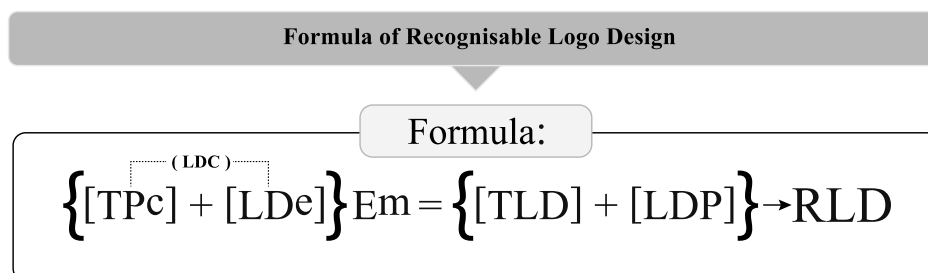 Formula of Recognisable Logo Design
Formula:
( LDC )
{[TPc] + [LDe]}Em = {[TLD] + [LDP]}→RLD